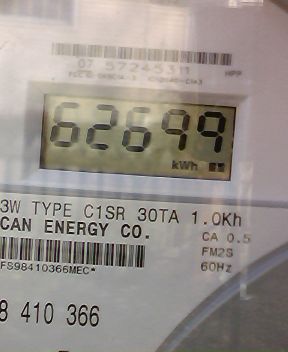 07 57245311
HPP
62699
kWh
3W TYPE C1SR 30TA 1.0Kh
CAN ENERGY CO.
CA 0.5
FM2S
60Hz
FS98410366MEC*
8 410 366